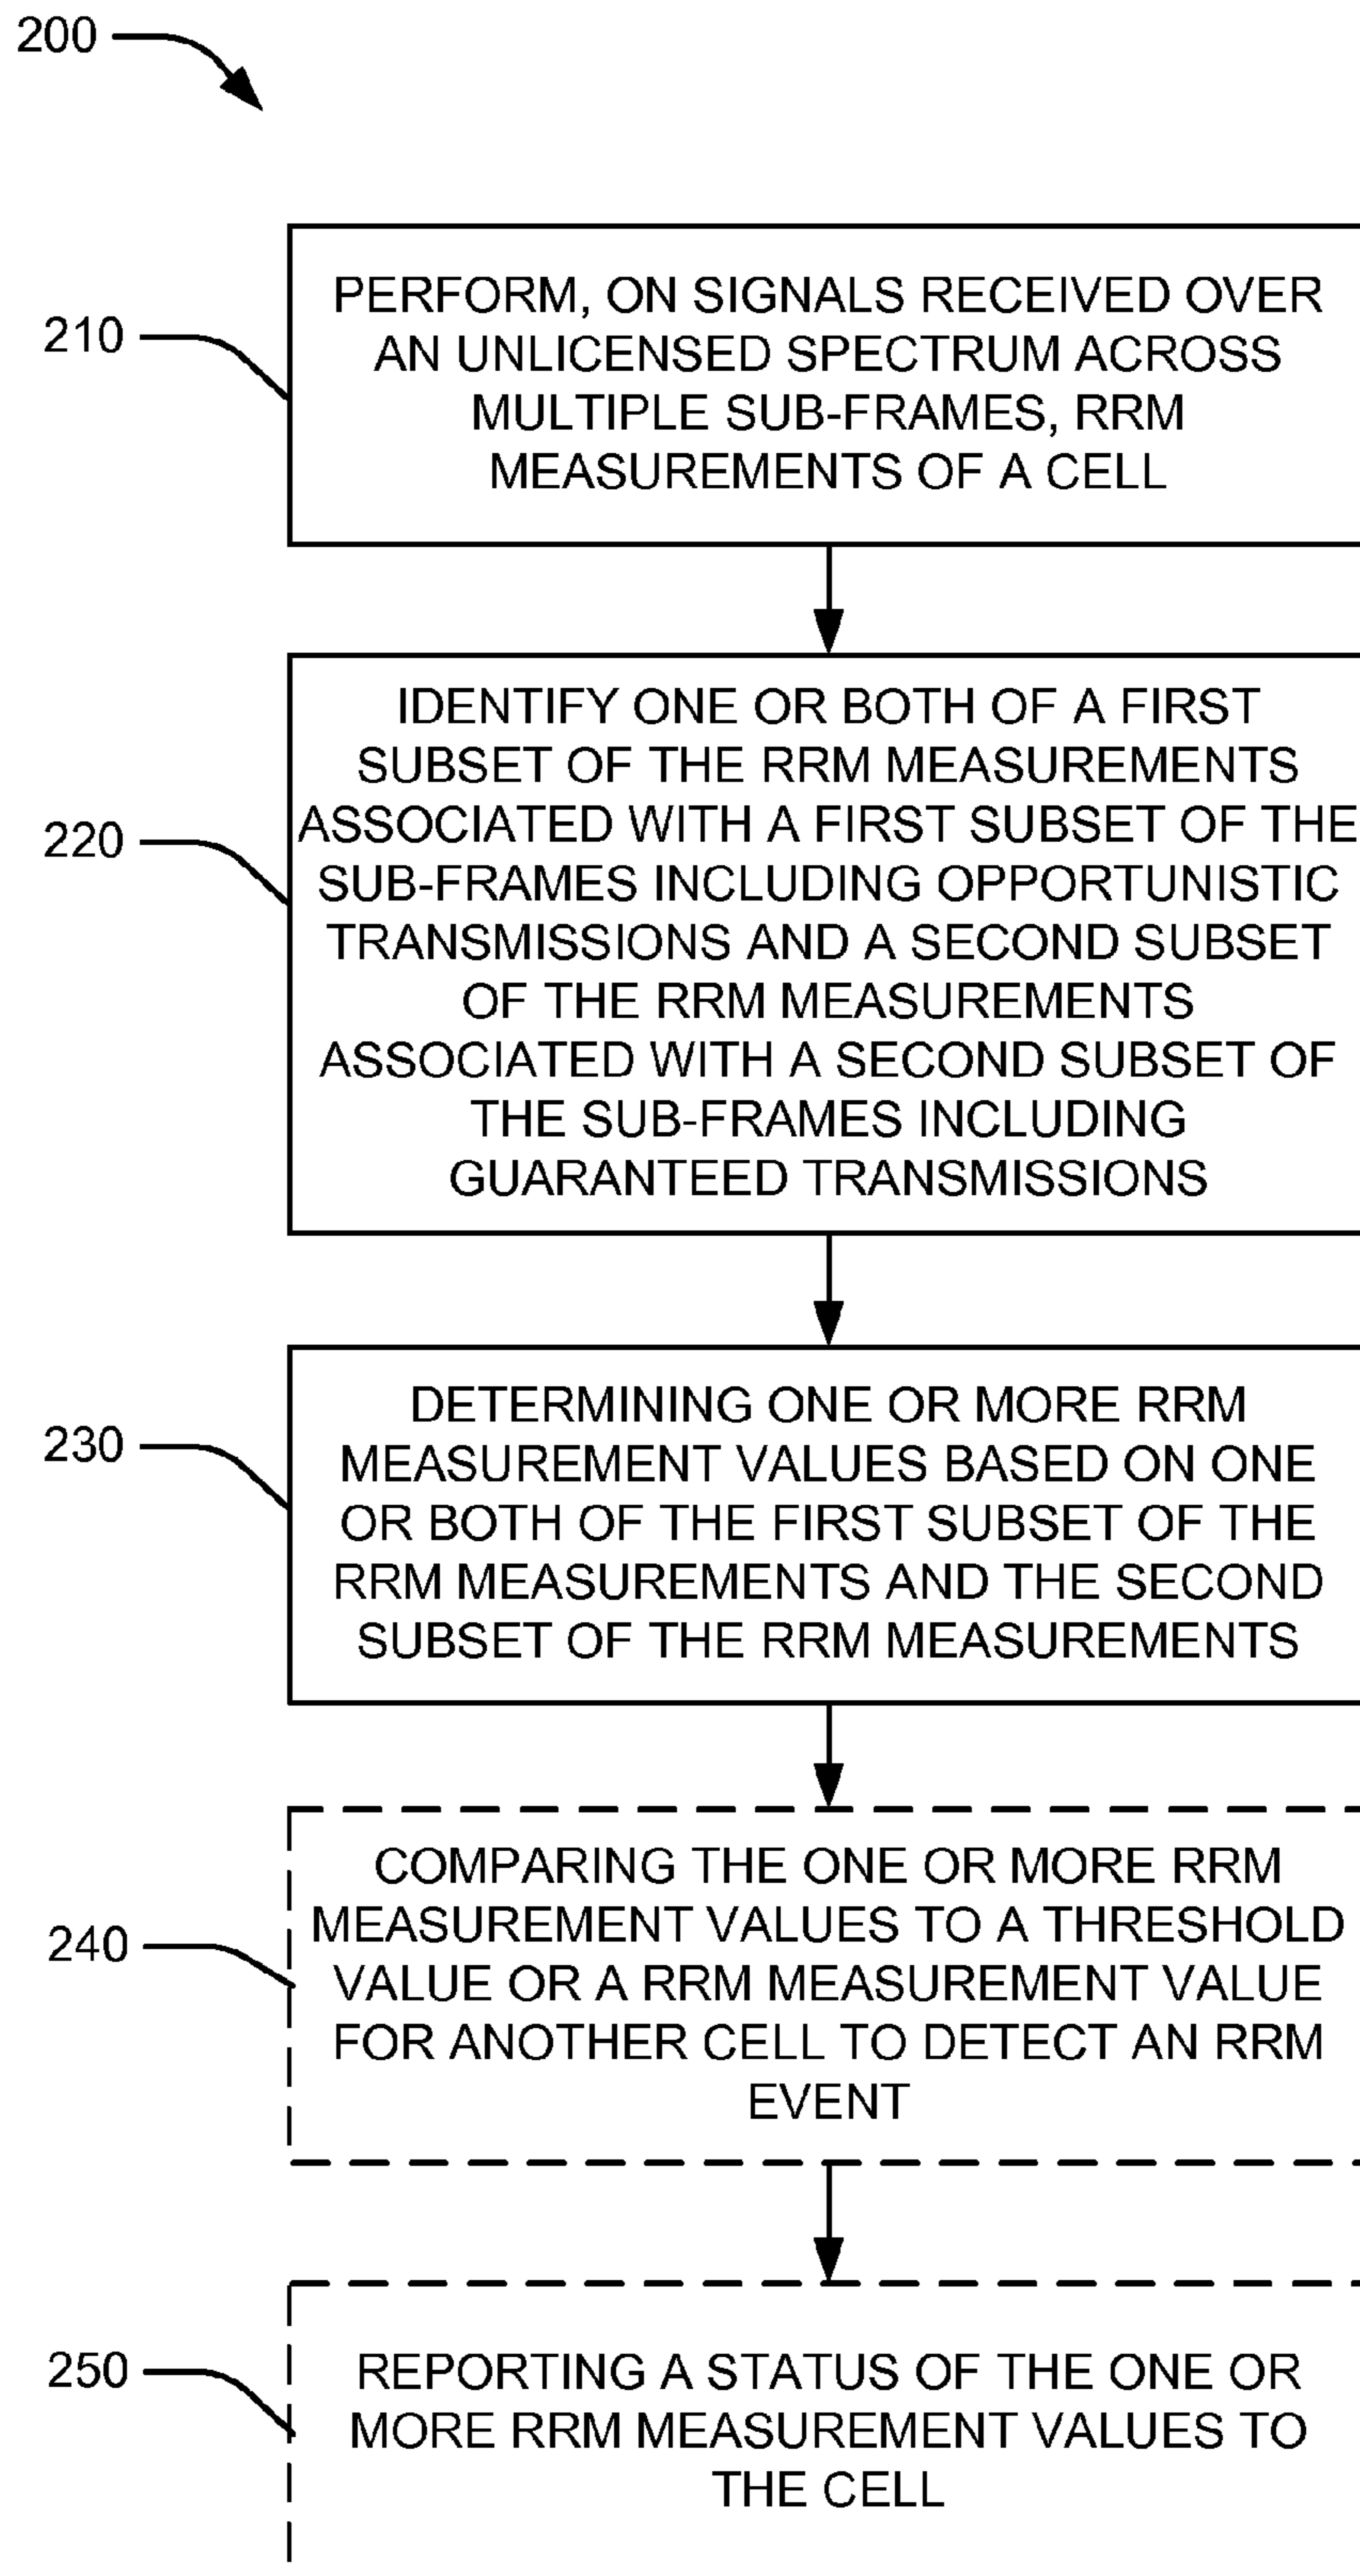 200
210
PERFORM, ON SIGNALS RECEIVED OVER
AN UNLICENSED SPECTRUM ACROSS
MULTIPLE SUB-FRAMES, RRM
MEASUREMENTS OF A CELL
220
IDENTIFY ONE OR BOTH OF A FIRST
SUBSET OF THE RRM MEASUREMENTS
ASSOCIATED WITH A FIRST SUBSET OF THE
SUB-FRAMES INCLUDING OPPORTUNISTIC
TRANSMISSIONS AND A SECOND SUBSET
OF THE RRM MEASUREMENTS
ASSOCIATED WITH A SECOND SUBSET OF
THE SUB-FRAMES INCLUDING
GUARANTEED TRANSMISSIONS
230
DETERMINING ONE OR MORE RRM
MEASUREMENT VALUES BASED ON ONE
OR BOTH OF THE FIRST SUBSET OF THE
RRM MEASUREMENTS AND THE SECOND
SUBSET OF THE RRM MEASUREMENTS
240
COMPARING THE ONE OR MORE RRM
MEASUREMENT VALUES TO A THRESHOLD
VALUE OR A RRM MEASUREMENT VALUE
FOR ANOTHER CELL TO DETECT AN RRM
EVENT
250
REPORTING A STATUS OF THE ONE OR
MORE RRM MEASUREMENT VALUES TO
THE CELL